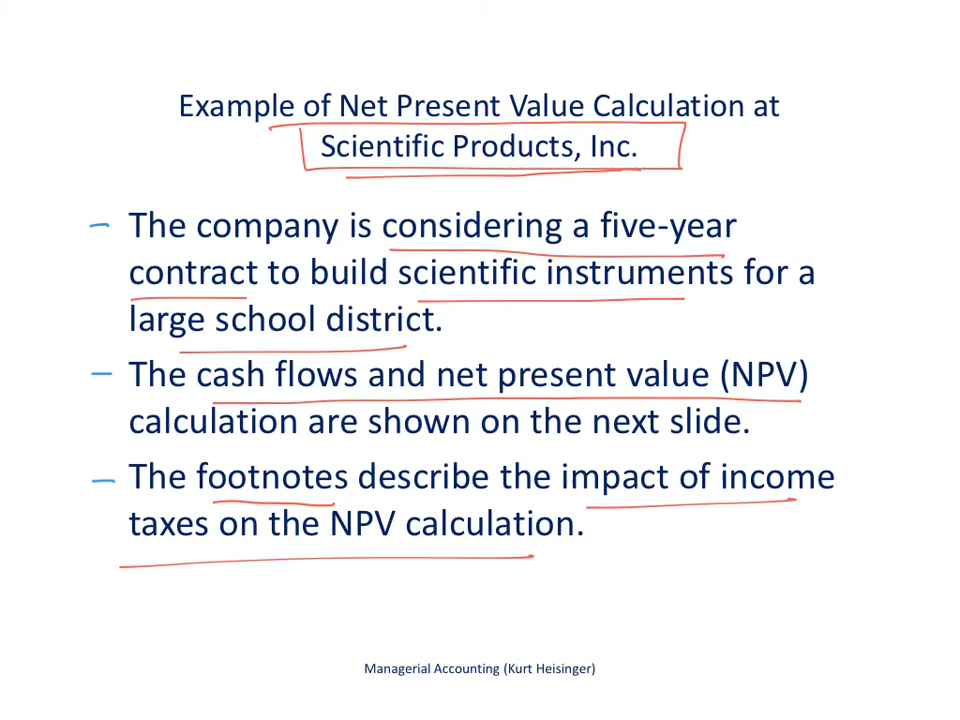 Example of Net Present Value Calculation at
Scientific Products, Inc.
– The company is considering a five-year
contract to build scientific instruments for a
large school district.
– The cash flows and net present value (NPV)
calculation are shown on the next slide.
– The footnotes describe the impact of income
taxes on the NPV calculation.
Managerial Accounting (Kurt Heisinger)